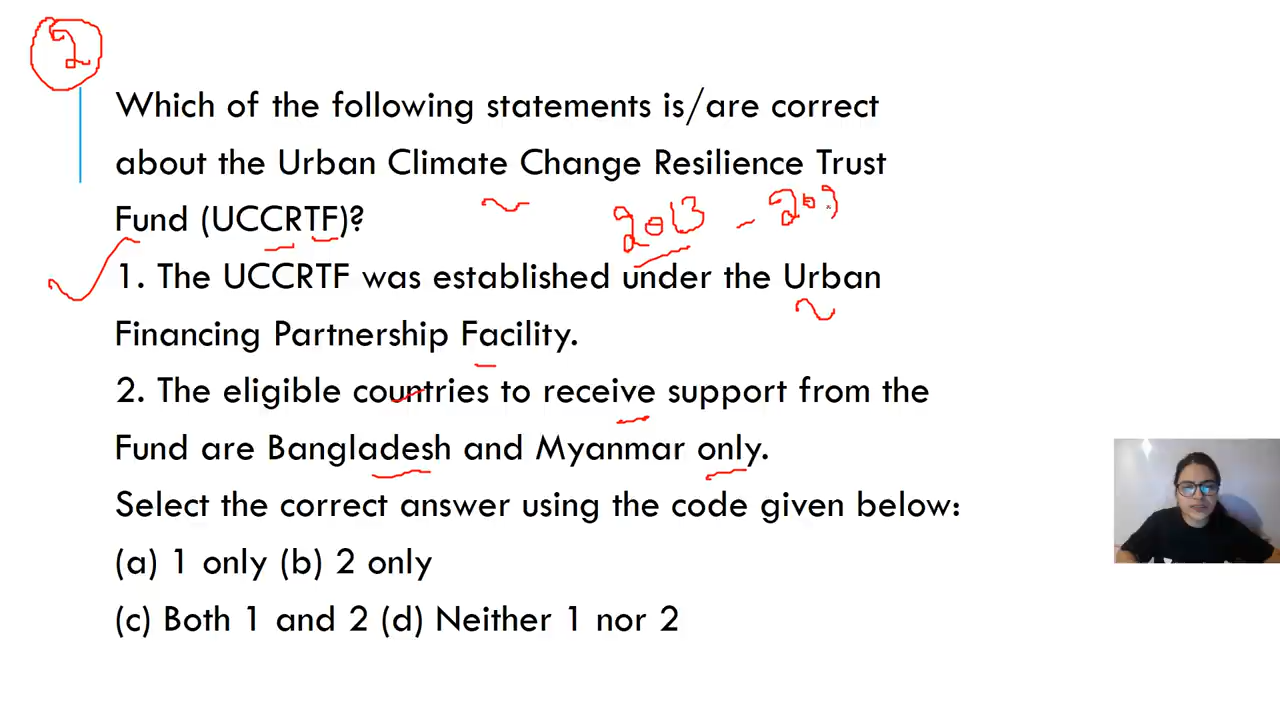 2
Which of the following statements is/are correct
about the Urban Climate Change Resilience Trust
Fund (UCCRTF)?
2013 -
1. The UCCRTF was established under the Urban
Financing Partnership Facility.
2. The eligible countries to receive support from the
Fund are Bangladesh and Myanmar only.
Select the correct answer using the code given below:
(a) 1 only (b) 2 only
(c) Both 1 and 2 (d) Neither 1 nor 2